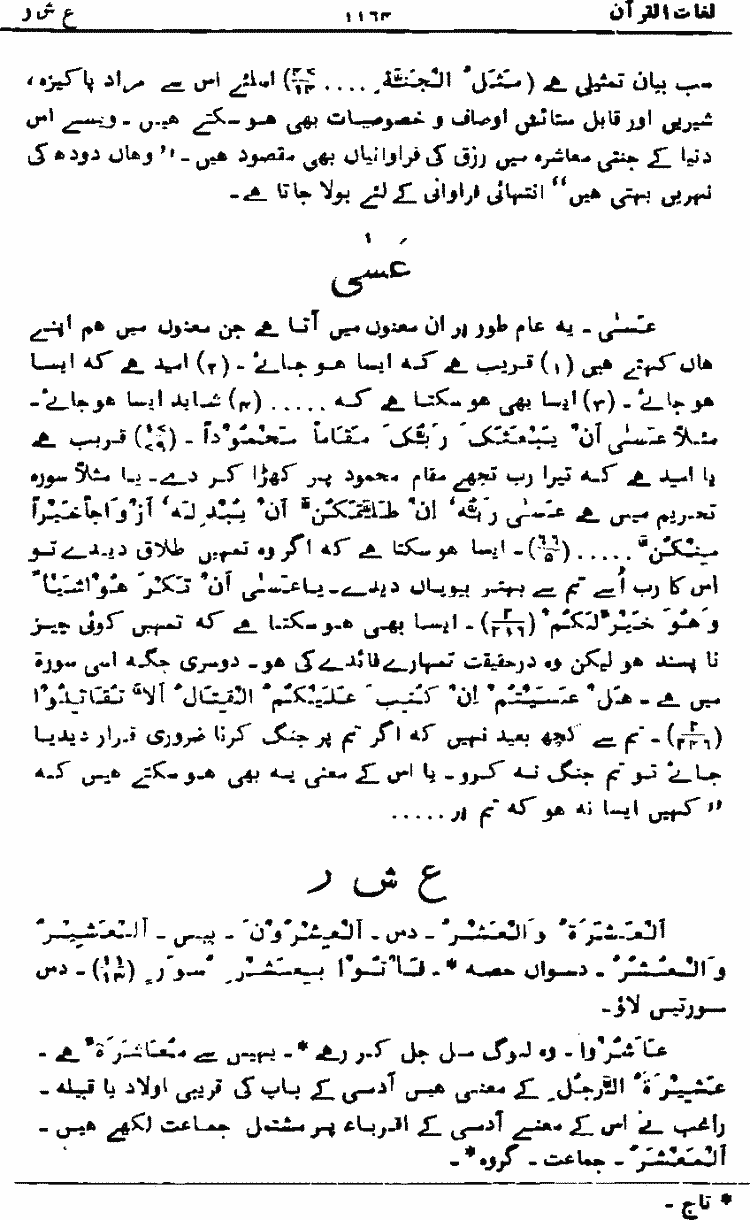 لغات القرآن ۱۱٦۳ ع ش ر
سب بیان تمثیلی ہے (مَثَلُ الْجَنَّةِ ..... ۴۷/۱۵) اسلئے اس سے مراد پاکیزہ،
شیریں اور قابل ستائش اوصاف و خصوصیات بھی ہو سکتے ہیں ۔ ویسے اس
دنیا کے جنتی معاشرہ میں رزق کی فراوانیاں بھی مقصود ہیں ۔ ''وہاں دودھ کی
نہریں بہتی ہیں'' انتہائی فراوانی کے لئے بولا جاتا ہے ۔
عَسٰی
عَسٰی ۔ یہ عام طور پر ان معنوں میں آتا ہے جن معنوں میں ہم اپنے
ہاں کہتے ہیں (۱) قریب ہے کہ ایسا ہو جائے ۔ (۲) امید ہے کہ ایسا
ہو جائے ۔ (۳) ایسا بھی ہو سکتا ہے کہ ..... (۴) شاید ایسا ہو جائے ۔
مثلاً عَسٰی اَنْ یَّبْعَثَکَ رَبُّکَ مَقَاماً مَّحْمُوْداً ۔ (۱۷/۷۹) قریب ہے
یا امید ہے کہ تیرا رب تجھے مقام محمود پر کھڑا کر دے ۔ یا مثلاً سورہ
تحریم میں ہے عَسٰی رَبُّہٗ اِنْ طَلَّقَکُنَّ اَنْ یُّبْدِلَہٗ اَزْوَاجاً خَیْراً
مِنْکُنَّ ..... (۶۶/۵) ۔ ایسا ہو سکتا ہے کہ اگر وہ تمہیں طلاق دیدے تو
اس کا رب اُسے تم سے بہتر بیویاں دیدے ۔ یا عَسٰی اَنْ تَکْرَھُوْا شَیْئاً
وَھُوَ خَیْرٌ لَّکُمْ (۲/۲۱۶) ۔ ایسا بھی ہو سکتا ہے کہ تمہیں کوئی چیز
نا پسند ہو لیکن وہ درحقیقت تمہارے فائدے کی ہو ۔ دوسری جگہ اسی سورۃ
میں ہے ۔ ھَلْ عَسَیْتُمْ اِنْ کُتِبَ عَلَیْکُمُ الْقِتَالُ اَلَّا تُقَاتِلُوْا
(۲/۲۴۶) ۔ تم سے کچھ بعید نہیں کہ اگر تم پر جنگ کرنا ضروری قرار دیدیا
جائے تو تم جنگ نہ کرو ۔ یا اس کے معنی یہ بھی ہو سکتے ہیں کہ
'' کہیں ایسا نہ ہو کہ تم پر .....
ع ش ر
اَلْعَشَرَۃُ وَالْعَشْرُ ۔ دس ۔ اَلْعِشْرُوْنَ ۔ بیس ۔ اَلْعَشِیْرُ
وَالْعُشْرُ ۔ دسواں حصہ * ۔ فَأْتُوْا بِعَشْرِ سُوَرٍ (۱۱/۱۳) ۔ دس
سورتیں لاؤ ۔
عَاشَرُوْا ۔ وہ لوگ مل جل کر رہے * ۔ یہیں سے مُعَاشَرَۃٌ ہے ۔
عَشِیْرَۃُ الرَّجُلِ کے معنی ہیں آدمی کے باپ کی قریبی اولاد یا قبیلہ ۔
راغب نے اس کے معنے آدمی کے اقرباء پر مشتمل جماعت لکھے ہیں ۔
اَلْمَعْشَرُ ۔ جماعت ۔ گروہ * ۔
* تاج ۔